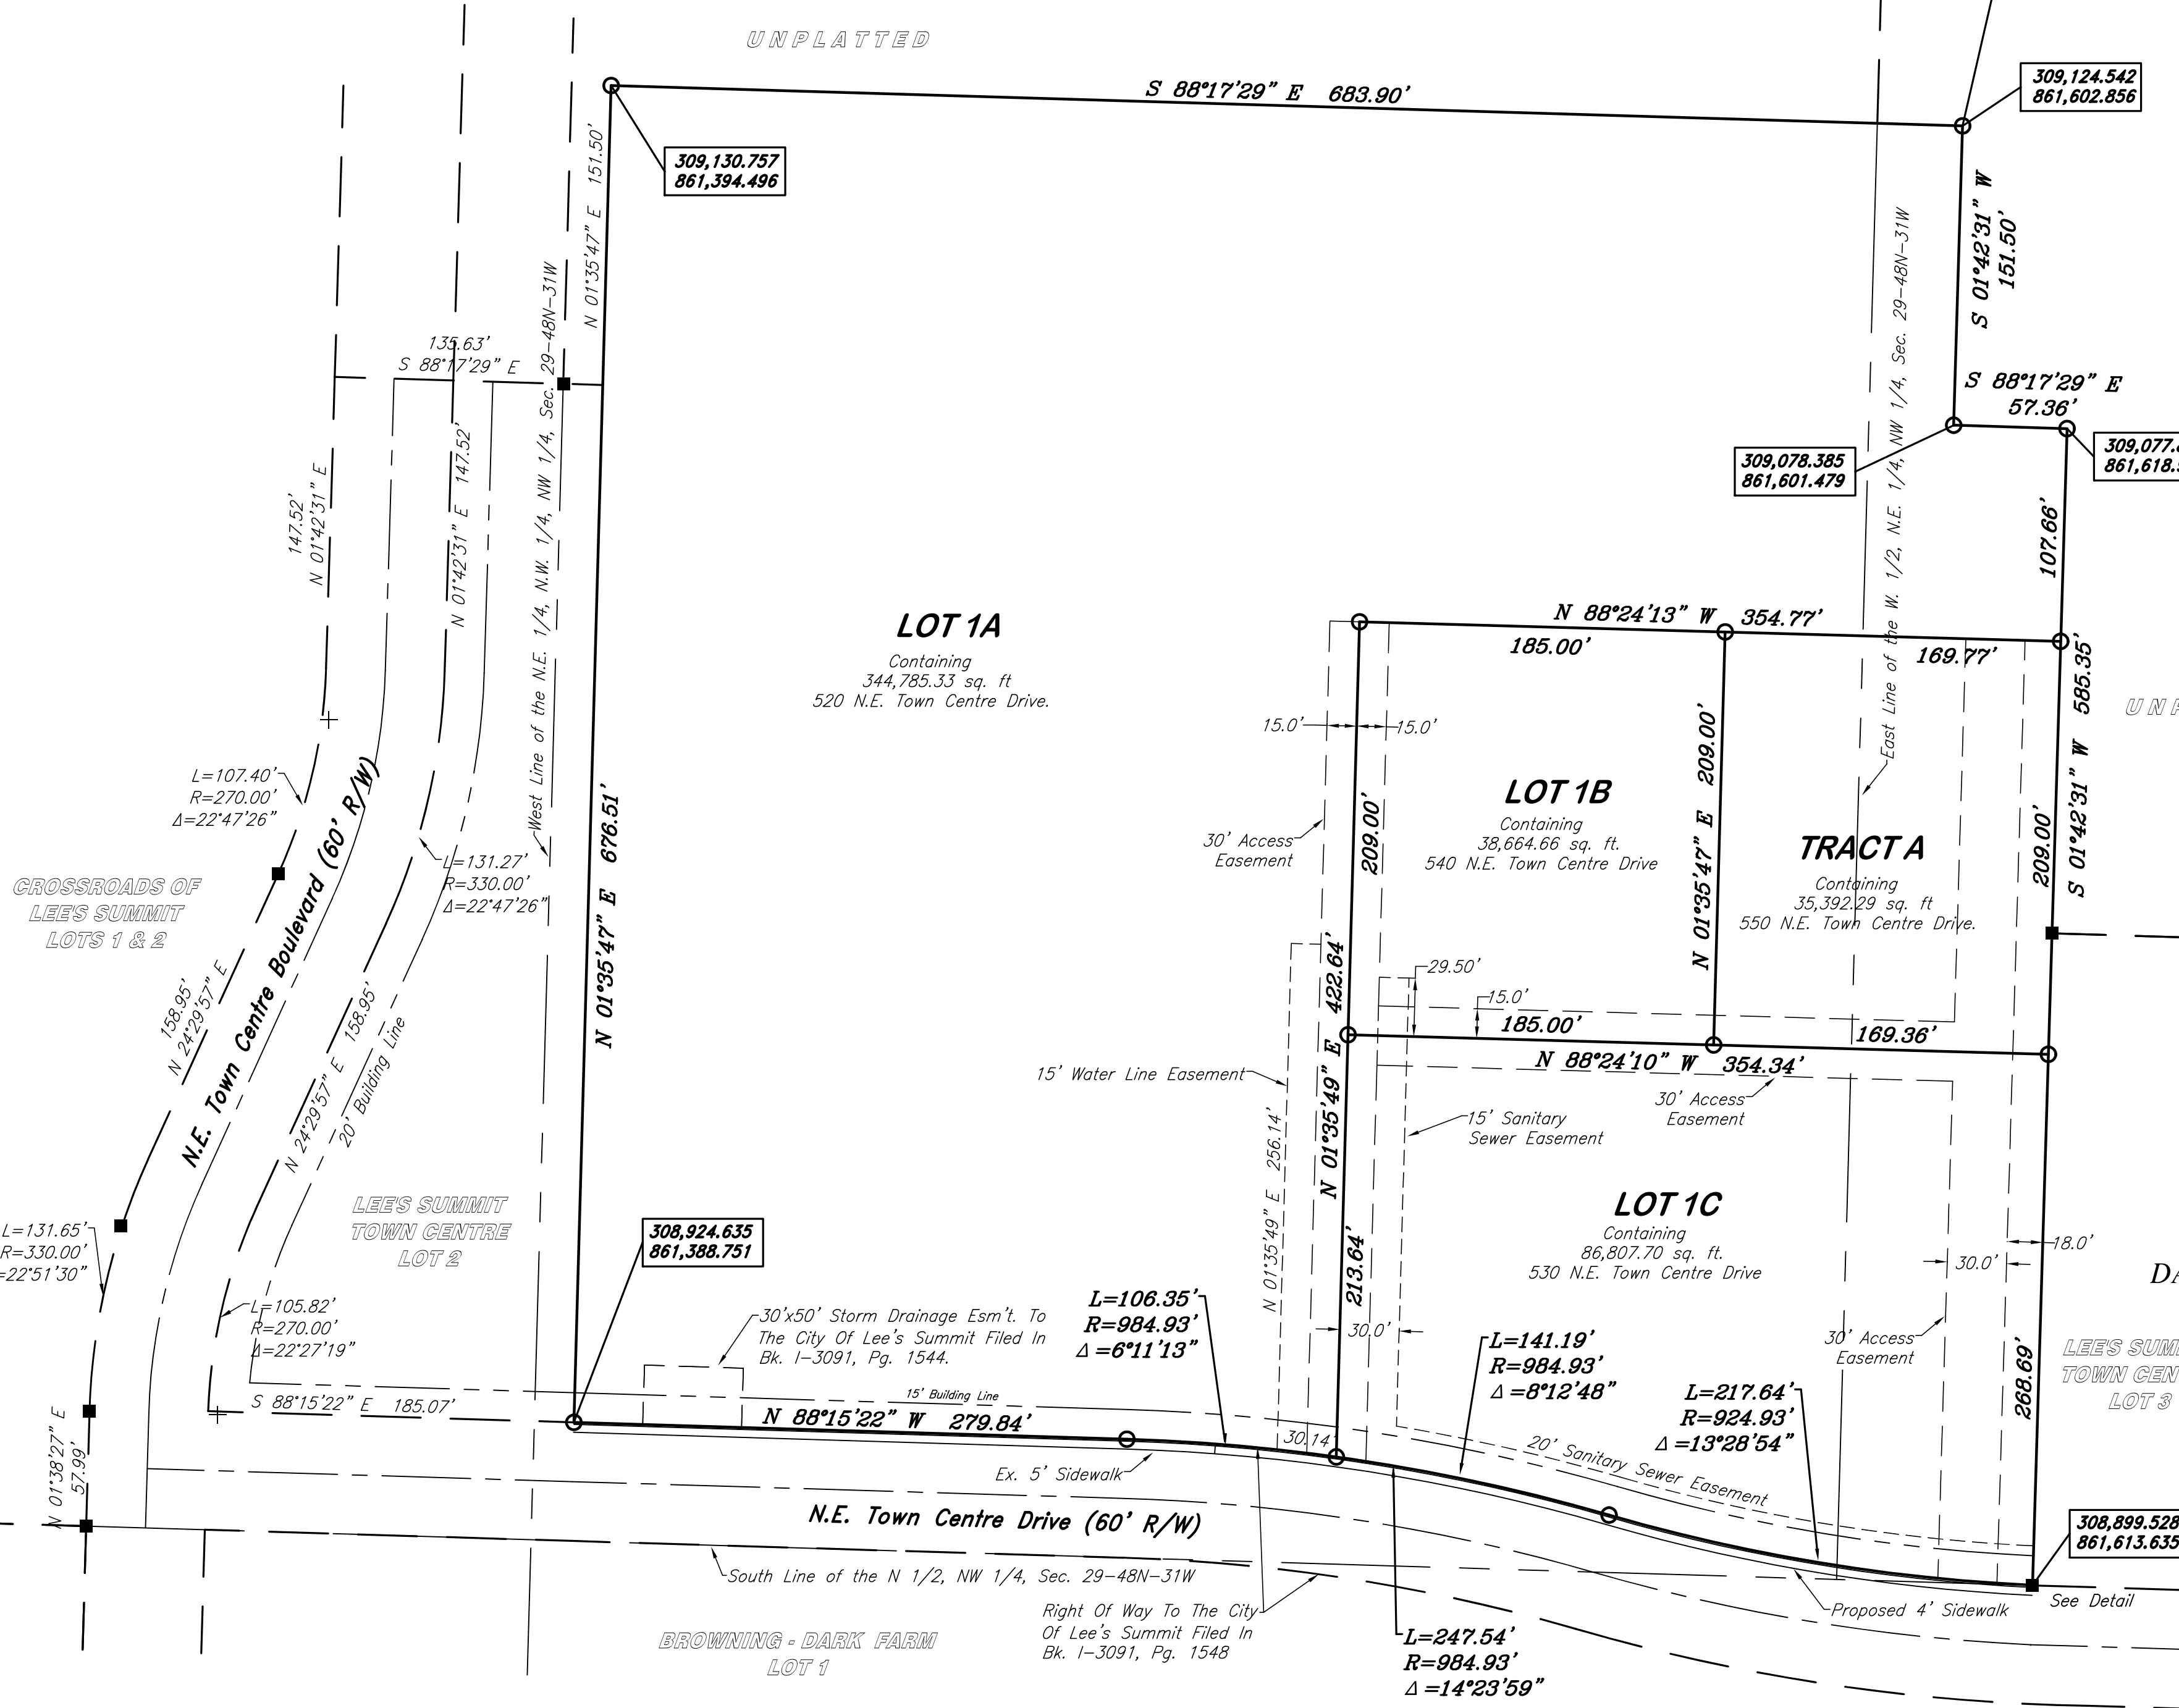 UNPLATTED
S 88°17'29" E 683.90'
309,124.542
861,602.856
309,130.757
861,394.496
N 01°35'47" E 151.50'
S 01°42'31" W
151.50'
135.63'
S 88°17'29" E
West Line of the N.E. 1/4, N.W. 1/4, NW 1/4, Sec. 29-48N-31W
East Line of the W. 1/2, N.E. 1/4, NW 1/4, Sec. 29-48N-31W
S 88°17'29" E
57.36'
309,078.385
861,601.479
309,077.
861,618.
147.52'
N 01°42'31" E
N 01°42'31" E 147.52'
107.66'
LOT 1A
Containing
344,785.33 sq. ft
520 N.E. Town Centre Drive.
N 88°24'13" W 354.77'
185.00'
169.77'
S 01°42'31" W 585.35'
15.0'
15.0'
L=107.40'
R=270.00'
Δ=22°47'26"
L=131.27'
R=330.00'
Δ=22°47'26"
N 01°35'47" E 676.51'
30' Access
Easement
209.00'
LOT 1B
Containing
38,664.66 sq. ft.
540 N.E. Town Centre Drive
N 01°35'47" E 209.00'
TRACT A
Containing
35,392.29 sq. ft
550 N.E. Town Centre Drive.
209.00'
CROSSROADS OF
LEE'S SUMMIT
LOTS 1 & 2
N.E. Town Centre Boulevard (60' R/W)
158.95'
N 24°29'57" E
N 24°29'57" E 158.95'
20' Building Line
29.50'
15.0'
185.00'
169.36'
N 88°24'10" W 354.34'
N 01°35'49" E 422.64'
15' Water Line Easement
15' Sanitary
Sewer Easement
30' Access
Easement
N 01°35'49" E 256.14'
213.64'
LOT 1C
Containing
86,807.70 sq. ft.
530 N.E. Town Centre Drive
18.0'
30.0'
30.0'
LEE'S SUMMIT
TOWN CENTRE
LOT 2
308,924.635
861,388.751
L=131.65'
R=330.00'
=22°51'30"
L=105.82'
R=270.00'
Δ=22°27'19"
30'x50' Storm Drainage Esm't. To
The City Of Lee's Summit Filed In
Bk. I-3091, Pg. 1544.
L=106.35'
R=984.93'
Δ=6°11'13"
L=141.19'
R=984.93'
Δ=8°12'48"
30' Access
Easement
LEE'S SUM
TOWN CEN
LOT 3
268.69'
L=217.64'
R=924.93'
Δ=13°28'54"
S 88°15'22" E 185.07'
15' Building Line
N 88°15'22" W 279.84'
30.14'
20' Sanitary Sewer Easement
N 01°38'27" E
57.99'
Ex. 5' Sidewalk
N.E. Town Centre Drive (60' R/W)
308,899.528
861,613.635
South Line of the N 1/2, NW 1/4, Sec. 29-48N-31W
Right Of Way To The City
Of Lee's Summit Filed In
Bk. I-3091, Pg. 1548
Proposed 4' Sidewalk
See Detail
L=247.54'
R=984.93'
Δ=14°23'59"
BROWNING - DARK FARM
LOT 1